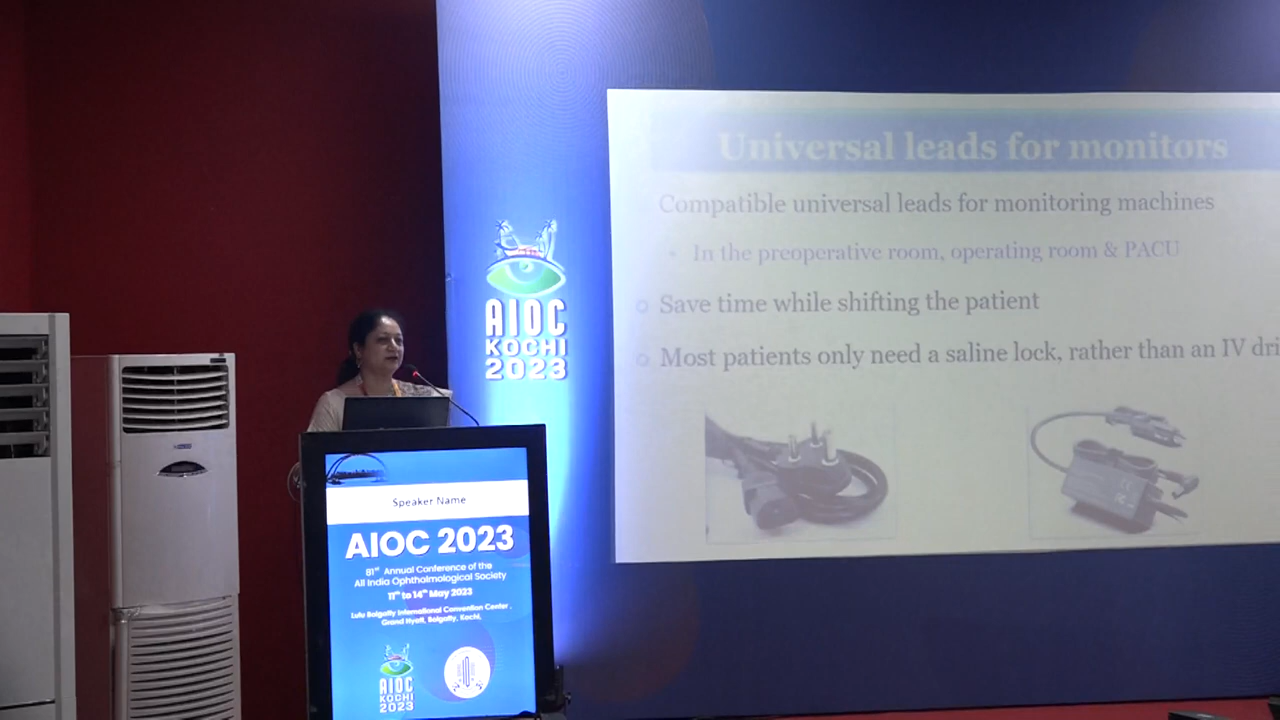 Universal leads for monitors
Compatible universal leads for monitoring machines
In the preoperative room, operating room & PACU
Save time while shifting the patient
Most patients only need a saline lock, rather than an IV dri
AIOC
KOCHI
2023
Speaker Name
AIOC 2023
81st Annual Conference of the
All India Ophthalmological Society
11th to 14th May 2023
Lulu Bolgatty International Convention Center,
Grand Hyatt, Bolgatty, Kochi,
AIOC
KOCHI
2023